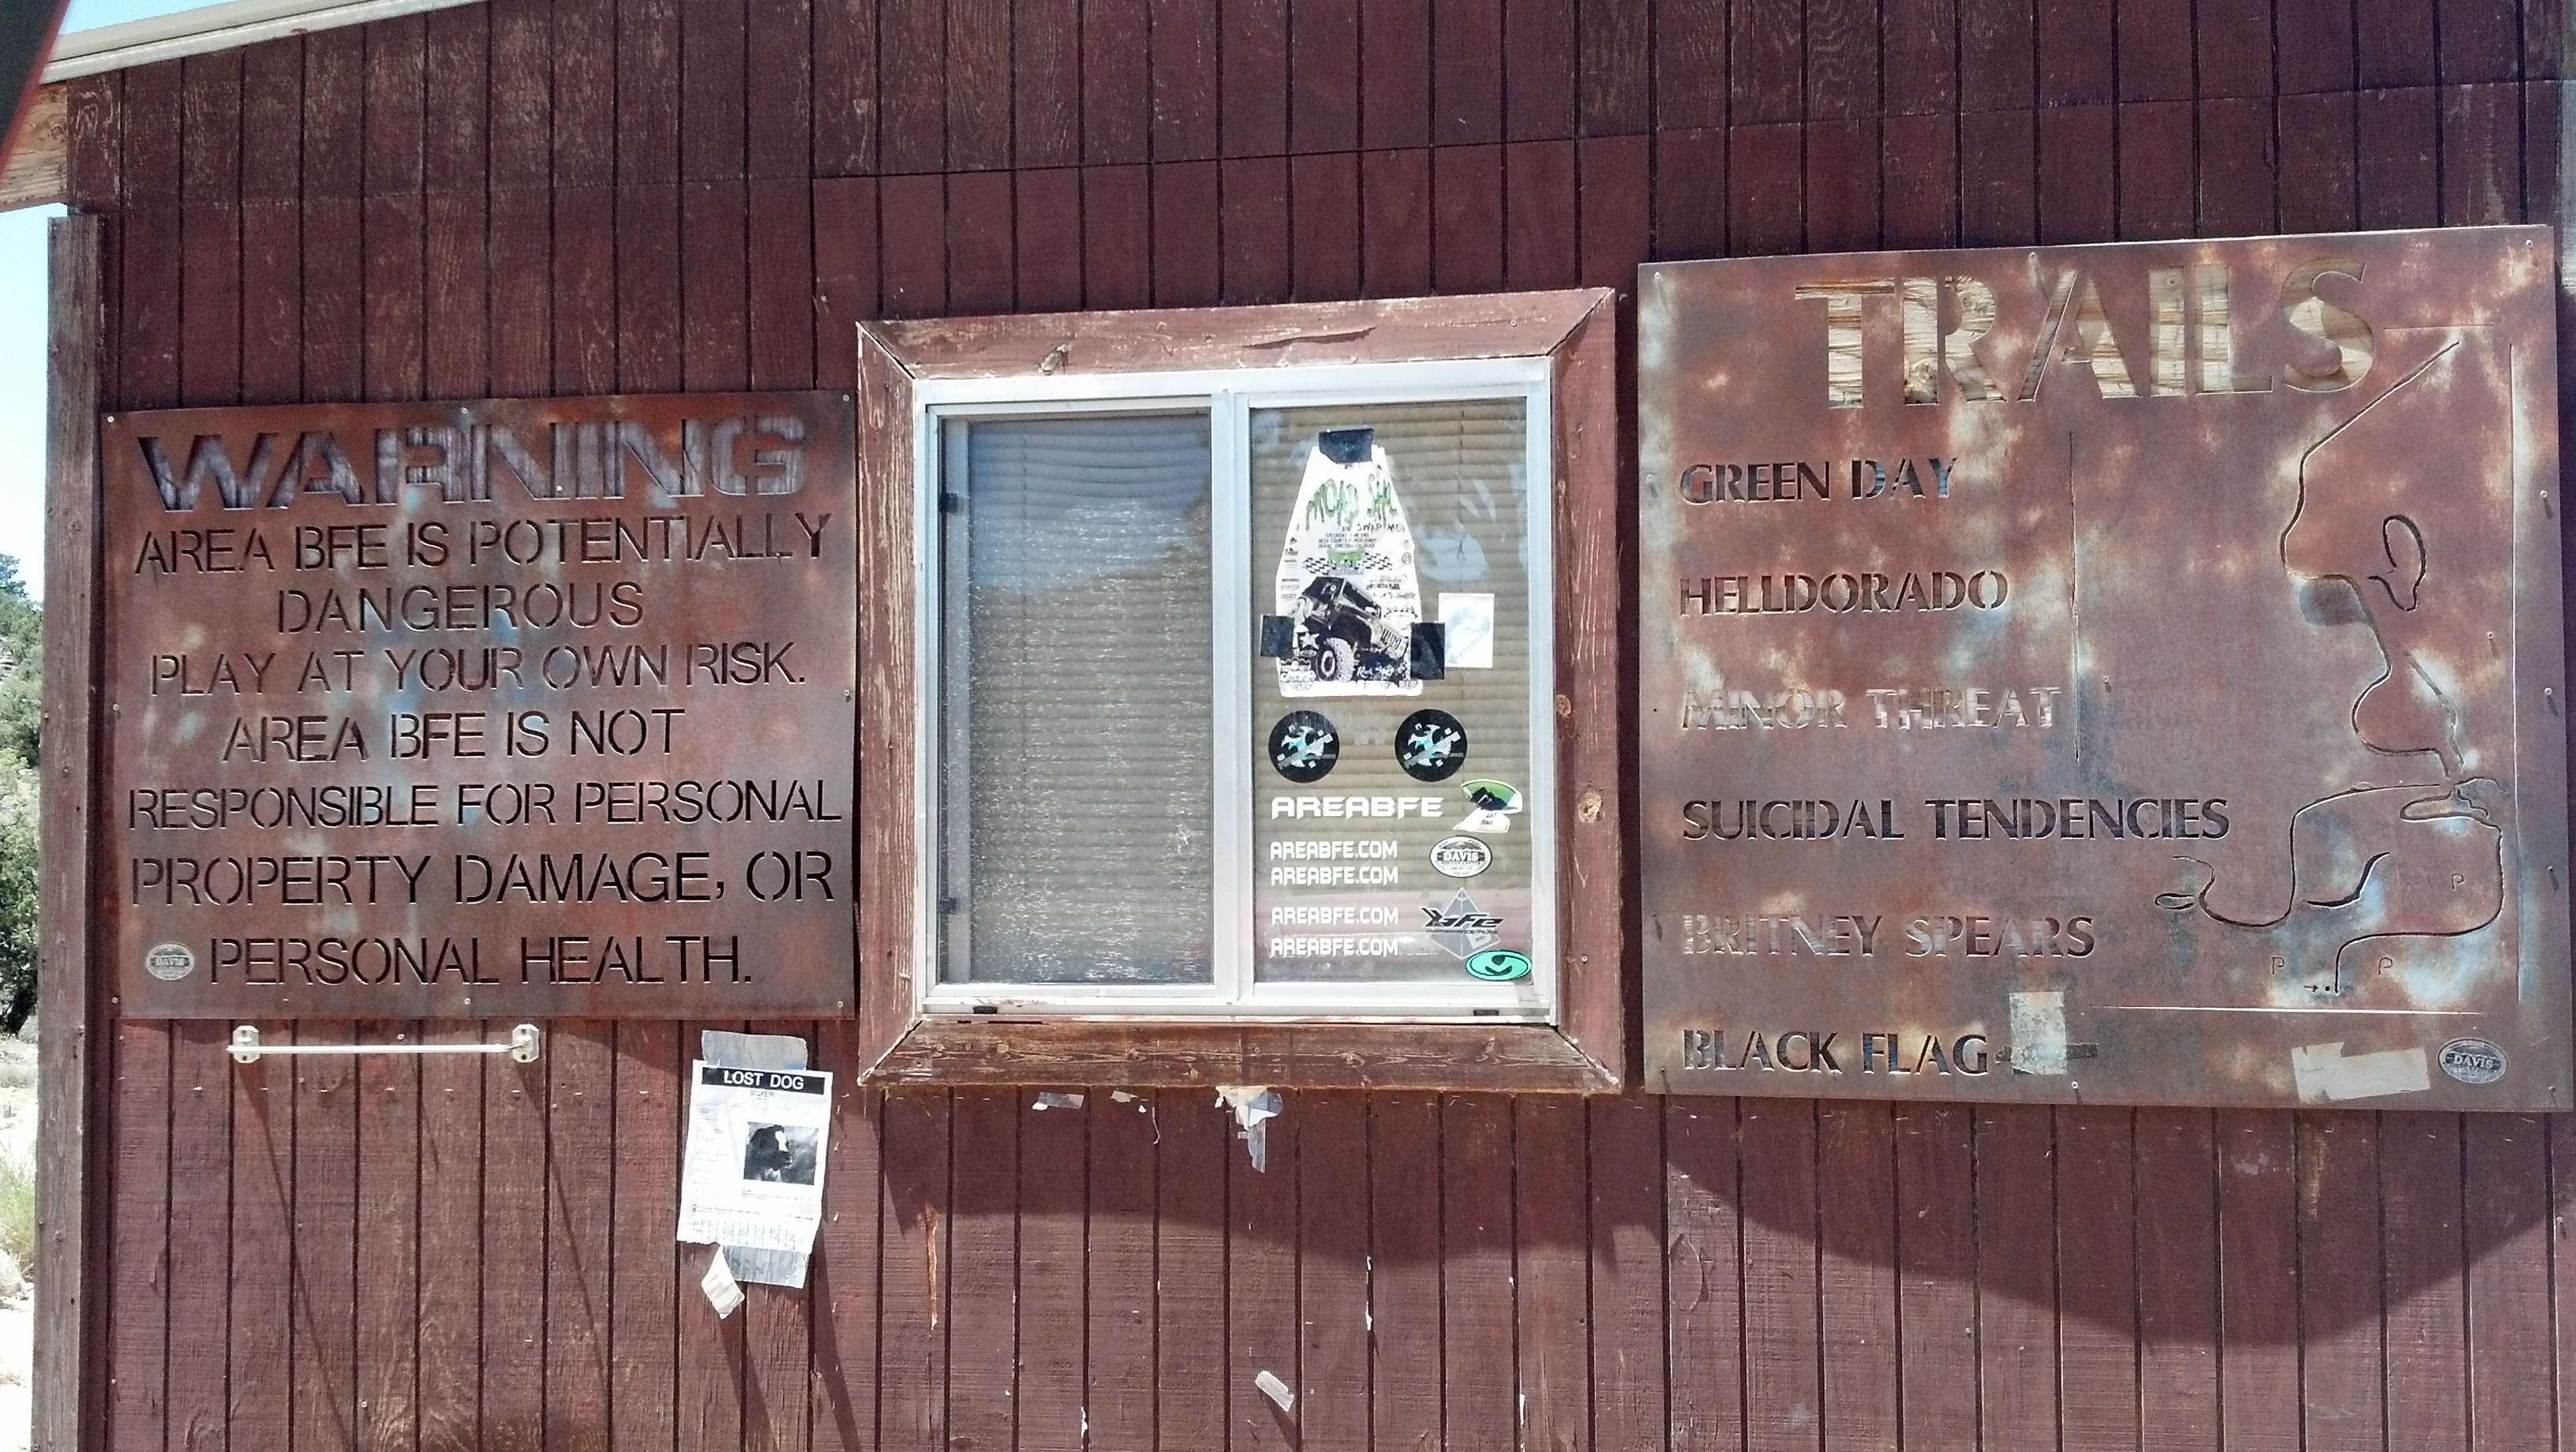 WARNING
AREA BFE IS POTENTIALLY
DANGEROUS
PLAY AT YOUR OWN RISK.
AREA BFE IS NOT
RESPONSIBLE FOR PERSONAL
PROPERTY DAMAGE, OR
PERSONAL HEALTH.
DAVIS
LOST DOG
SWAP MEET
AREABFE
AREABFE.COM
DAVIS
AREABFE.COM
AREABFE.COM
AREABFE.COM
TRAILS
GREEN DAY
HELLDORADO
MINOR THREAT
SUICIDAL TENDENCIES
BRITNEY SPEARS
BLACK FLAG
P
P
P
DAVIS